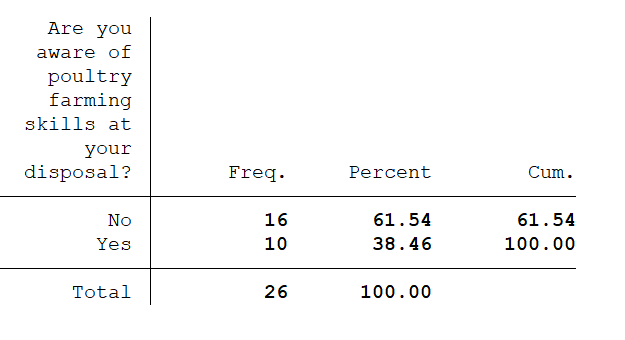 Are you
aware of
poultry
farming
skills at
your
disposal? Freq. Percent Cum.
No 16 61.54 61.54
Yes 10 38.46 100.00
Total 26 100.00